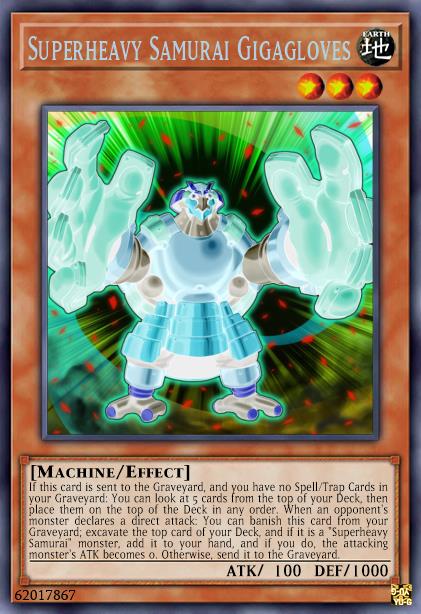 SUPERHEAVY SAMURAI GIGAGLOVES
EARTH
地
[MACHINE/EFFECT]
If this card is sent to the Graveyard, and you have no Spell/Trap Cards in
your Graveyard: You can look at 5 cards from the top of your Deck, then
place them on the top of the Deck in any order. When an opponent's
monster declares a direct attack: You can banish this card from your
Graveyard; excavate the top card of your Deck, and if it is a "Superheavy
Samurai" monster, add it to your hand, and if you do, the attacking
monster's ATK becomes 0. Otherwise, send it to the Graveyard.
ATK/ 100 DEF/1000
62017867